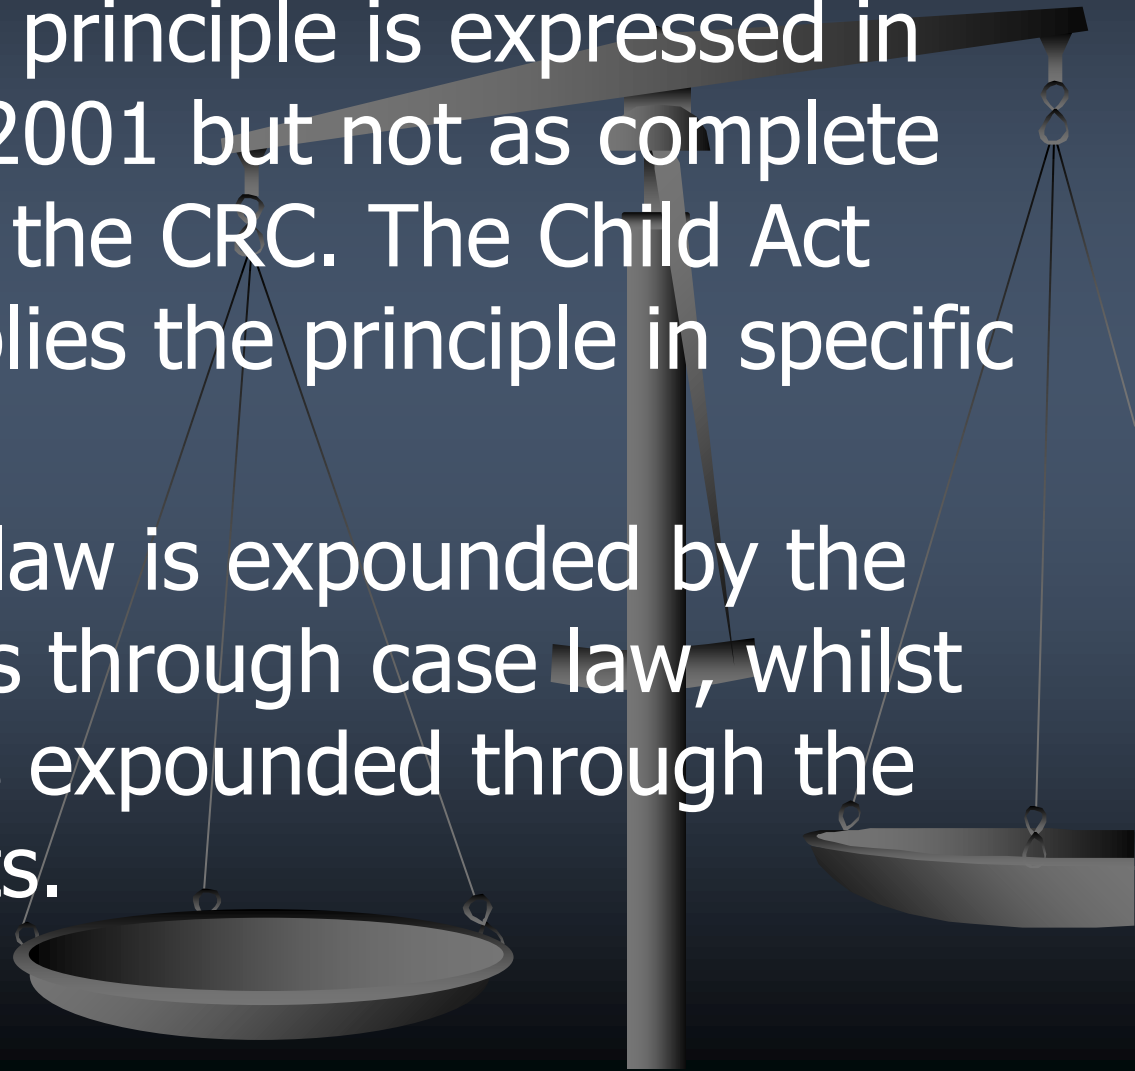 principle is expressed in
2001 but not as complete
the CRC. The Child Act
the principle in specific
law is expounded by the
through case law, whilst
expounded through the